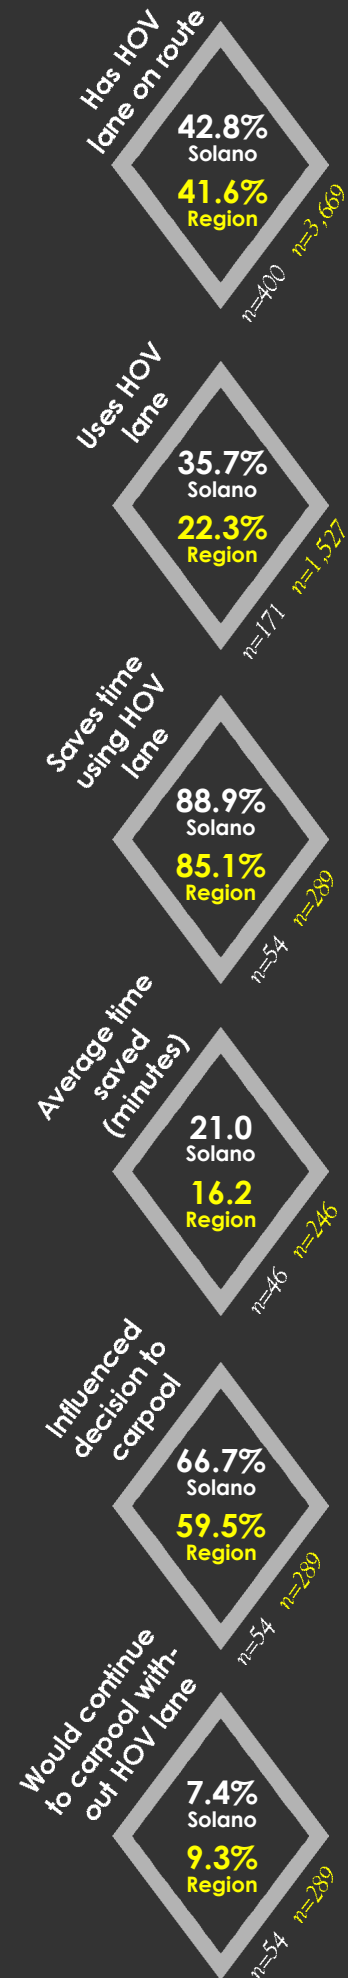 Has HOV
lane on route
42.8%
Solano
41.6%
Region
n=400
n=3,669
Uses HOV
lane
35.7%
Solano
22.3%
Region
n=171
n=1,527
Saves time
using HOV
lane
88.9%
Solano
85.1%
Region
n=54
n=289
Average time
saved
(minutes)
21.0
Solano
16.2
Region
n=46
n=246
Influenced
decision to
carpool
66.7%
Solano
59.5%
Region
n=54
n=289
Would continue
to carpool with-
out HOV lane
7.4%
Solano
9.3%
Region
n=54
n=289